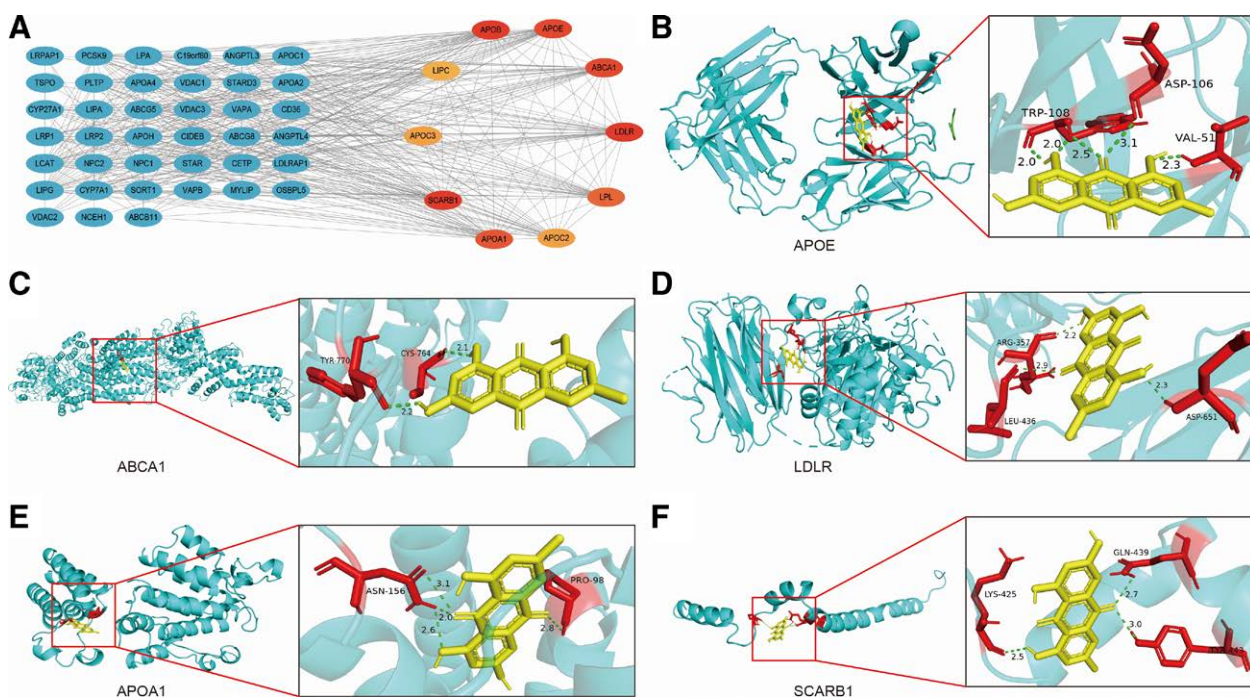 A
APOB APOE
LRPAP1 PCSK9 LPA C19orf80 ANGPTL3 APOC1
LIPC
ABCA1
TSPO PLTP APOA4 VDAC1 STARD3 APOA2
CYP27A1 LIPA ABCG5 VDAC3 VAPA CD36
APOC3
LDLR
LRP1 LRP2 APOH CIDEB ABCG8 ANGPTL4
LCAT NPC2 NPC1 STAR CETP LDLRAP1
LIPG CYP7A1 SORT1 VAPB MYLIP OSBPL5
SCARB1
LPL
VDAC2 NCEH1 ABCB11
APOA1 APOC2
B
ASP-106
TRP-108
VAL-51
2.0
2.0
2.5
3.1
2.3
APOE
C
TYR-770
CYS-764
2.1
2.2
ABCA1
D
ARG-357
2.2
2.9
2.3
LEU-436
ASP-651
LDLR
E
ASN-156
PRO-98
3.1
2.0
2.6
2.8
APOA1
F
GLN-439
LYS-425
2.7
3.0
2.5
SCARB1